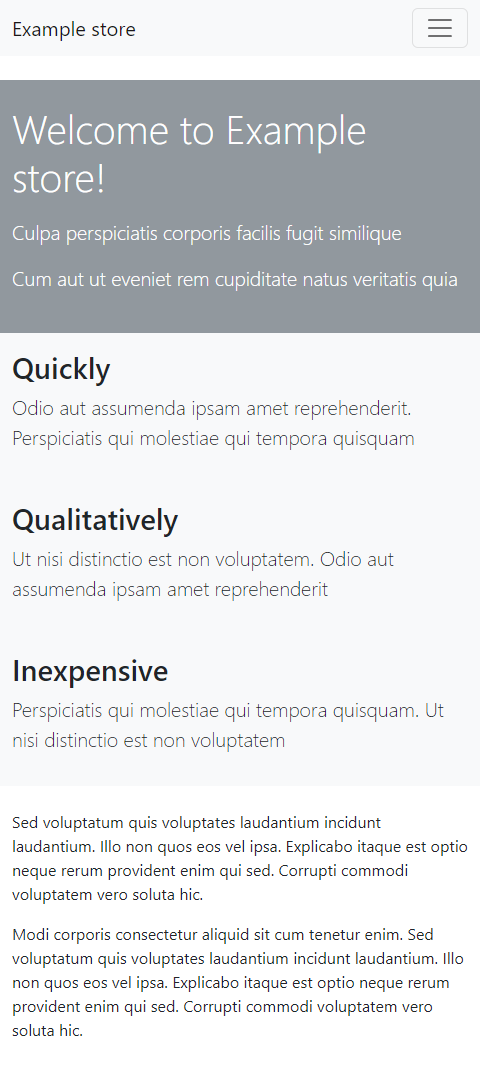 Example store
Welcome to Example
store!
Culpa perspiciatis corporis facilis fugit similique
Cum aut ut eveniet rem cupiditate natus veritatis quia
Quickly
Odio aut assumenda ipsam amet reprehenderit.
Perspiciatis qui molestiae qui tempora quisquam
Qualitatively
Ut nisi distinctio est non voluptatem. Odio aut
assumenda ipsam amet reprehenderit
Inexpensive
Perspiciatis qui molestiae qui tempora quisquam. Ut
nisi distinctio est non voluptatem
Sed voluptatum quis voluptates laudantium incidunt
laudantium. Illo non quos eos vel ipsa. Explicabo itaque est optio
neque rerum provident enim qui sed. Corrupti commodi
voluptatem vero soluta hic.
Modi corporis consectetur aliquid sit cum tenetur enim. Sed
voluptatum quis voluptates laudantium incidunt laudantium. Illo
non quos eos vel ipsa. Explicabo itaque est optio neque rerum
provident enim qui sed. Corrupti commodi voluptatem vero
soluta hic.